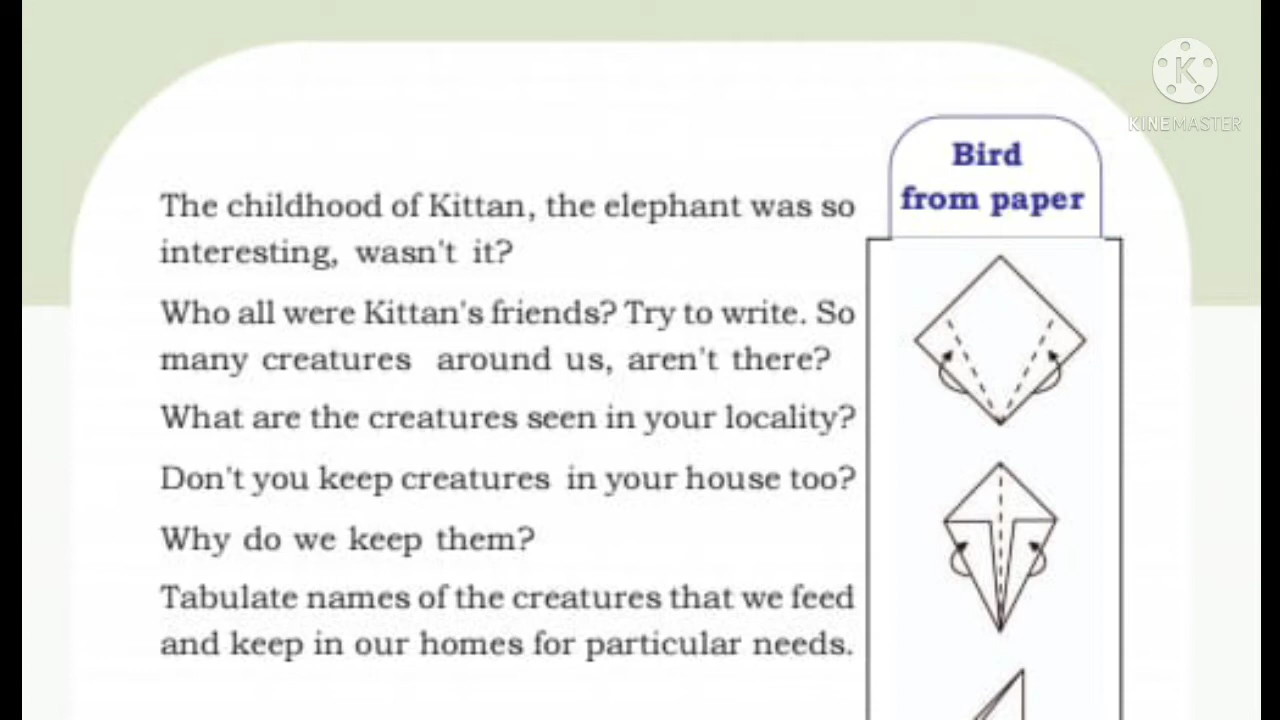 K
KINEMASTER
Bird
from paper
The childhood of Kittan, the elephant was so
interesting, wasn't it?
Who all were Kittan's friends? Try to write. So
many creatures around us, aren't there?
What are the creatures seen in your locality?
Don't you keep creatures in your house too?
Why do we keep them?
Tabulate names of the creatures that we feed
and keep in our homes for particular needs.